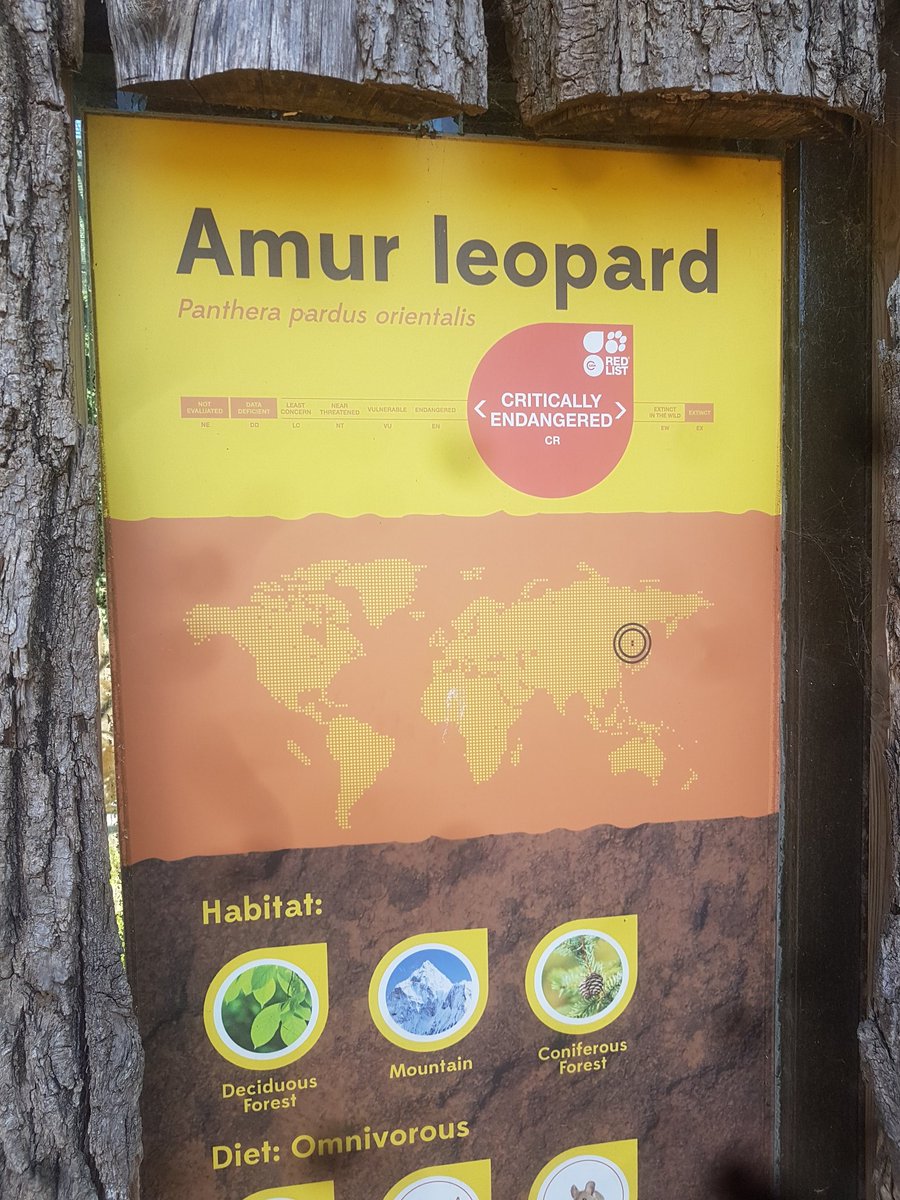 Amur leopard
Panthera pardus orientalis
RED
LIST
NOT
EVALUATED
NE
DATA
DEFICIENT
DD
LEAST
CONCERN
LC
NEAR
THREATENED
NT
VULNERABLE
VU
ENDANGERED
EN
< CRITICALLY
ENDANGERED >
CR
EXTINCT
IN THE WILD
EW
EXTINCT
EX
Habitat:
Deciduous
Forest
Mountain
Coniferous
Forest
Diet: Omnivorous